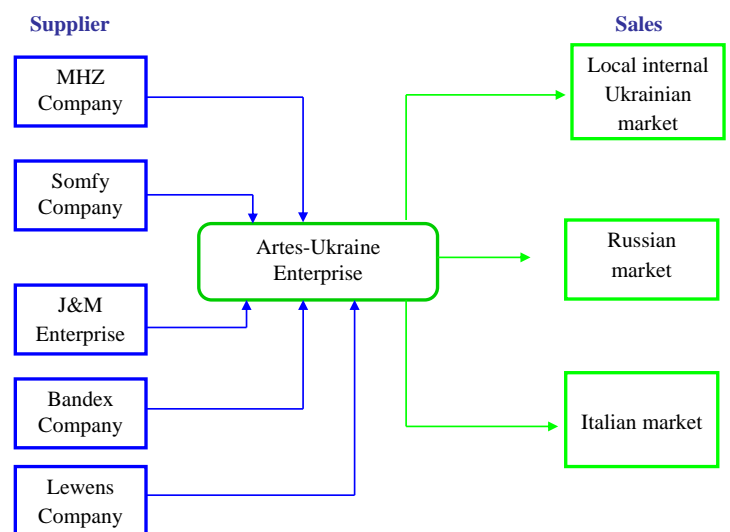 Supplier
Sales
MHZ
Company
Local internal
Ukrainian
market
Somfy
Company
Artes-Ukraine
Enterprise
Russian
market
J&M
Enterprise
Bandex
Company
Italian market
Lewens
Company